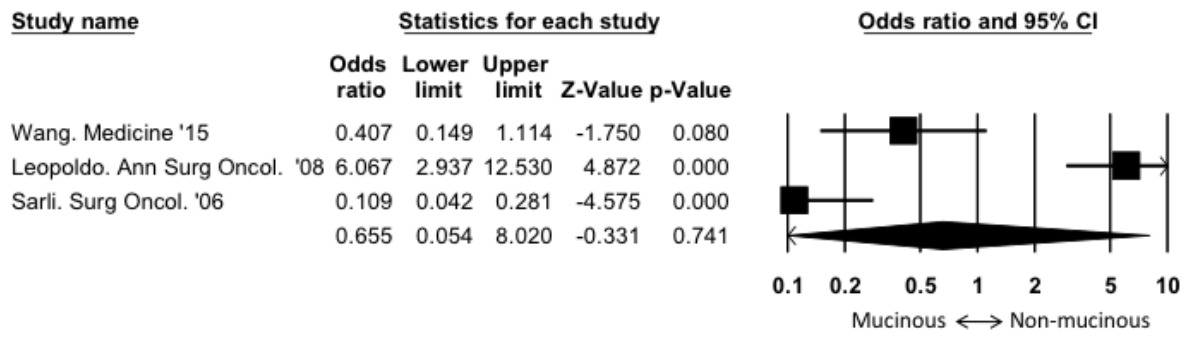 Study name Statistics for each study Odds ratio and 95% CI
Odds Lower Upper
ratio limit limit Z-Value p-Value
Wang. Medicine '15 0.407 0.149 1.114 -1.750 0.080
Leopoldo. Ann Surg Oncol. '08 6.067 2.937 12.530 4.872 0.000
Sarli. Surg Oncol. '06 0.109 0.042 0.281 -4.575 0.000
0.655 0.054 8.020 -0.331 0.741
0.1 0.2 0.5 1 2 5 10
Mucinous Non-mucinous